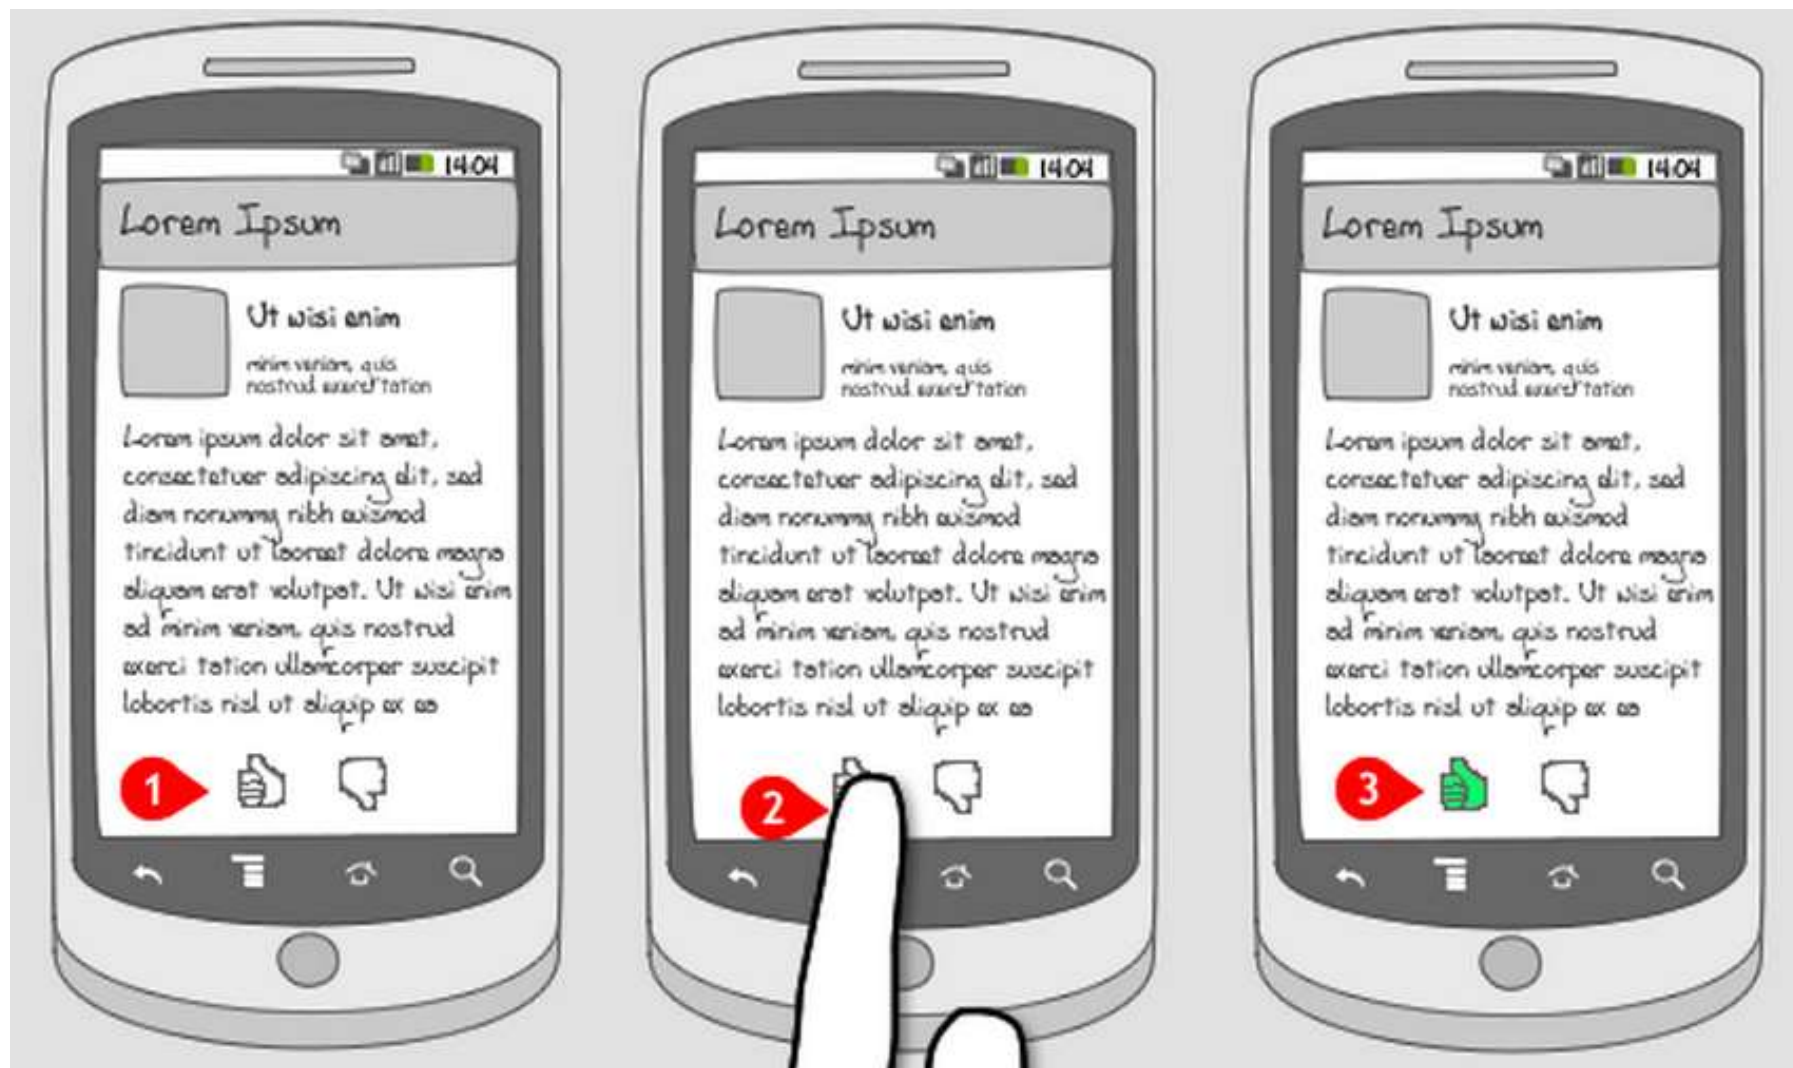 14:04
Lorem Ipsum
Ut wisi enim
minim veniam, quis
nostrud exerci tation
Lorem ipsum dolor sit amet,
consectetuer adipiscing elit, sed
diam nonummy nibh euismod
tincidunt ut laoreet dolore magna
aliquam erat volutpat. Ut wisi enim
ad minim veniam, quis nostrud
exerci tation ullamcorper suscipit
lobortis nisl ut aliquip ex ea
1
14:04
Lorem Ipsum
Ut wisi enim
minim veniam, quis
nostrud exerci tation
Lorem ipsum dolor sit amet,
consectetuer adipiscing elit, sed
diam nonummy nibh euismod
tincidunt ut laoreet dolore magna
aliquam erat volutpat. Ut wisi enim
ad minim veniam, quis nostrud
exerci tation ullamcorper suscipit
lobortis nisl ut aliquip ex ea
2
14:04
Lorem Ipsum
Ut wisi enim
minim veniam, quis
nostrud exerci tation
Lorem ipsum dolor sit amet,
consectetuer adipiscing elit, sed
diam nonummy nibh euismod
tincidunt ut laoreet dolore magna
aliquam erat volutpat. Ut wisi enim
ad minim veniam, quis nostrud
exerci tation ullamcorper suscipit
lobortis nisl ut aliquip ex ea
3